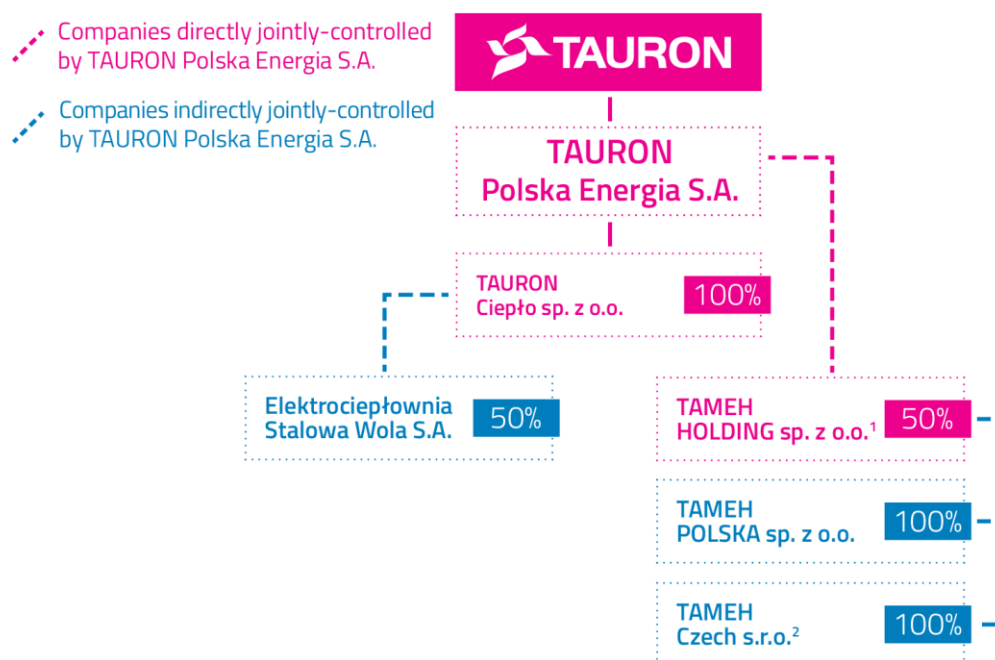 Companies directly jointly-controlled
by TAURON Polska Energia S.A.
Companies indirectly jointly-controlled
by TAURON Polska Energia S.A.
TAURON
TAURON
Polska Energia S.A.
TAURON
Ciepło sp. z o.o.
100%
Elektrociepłownia
Stalowa Wola S.A.
50%
TAMEH
HOLDING sp. z o.o.¹
50%
TAMEH
POLSKA sp. z o.o.
100%
TAMEH
Czech s.r.o.²
100%